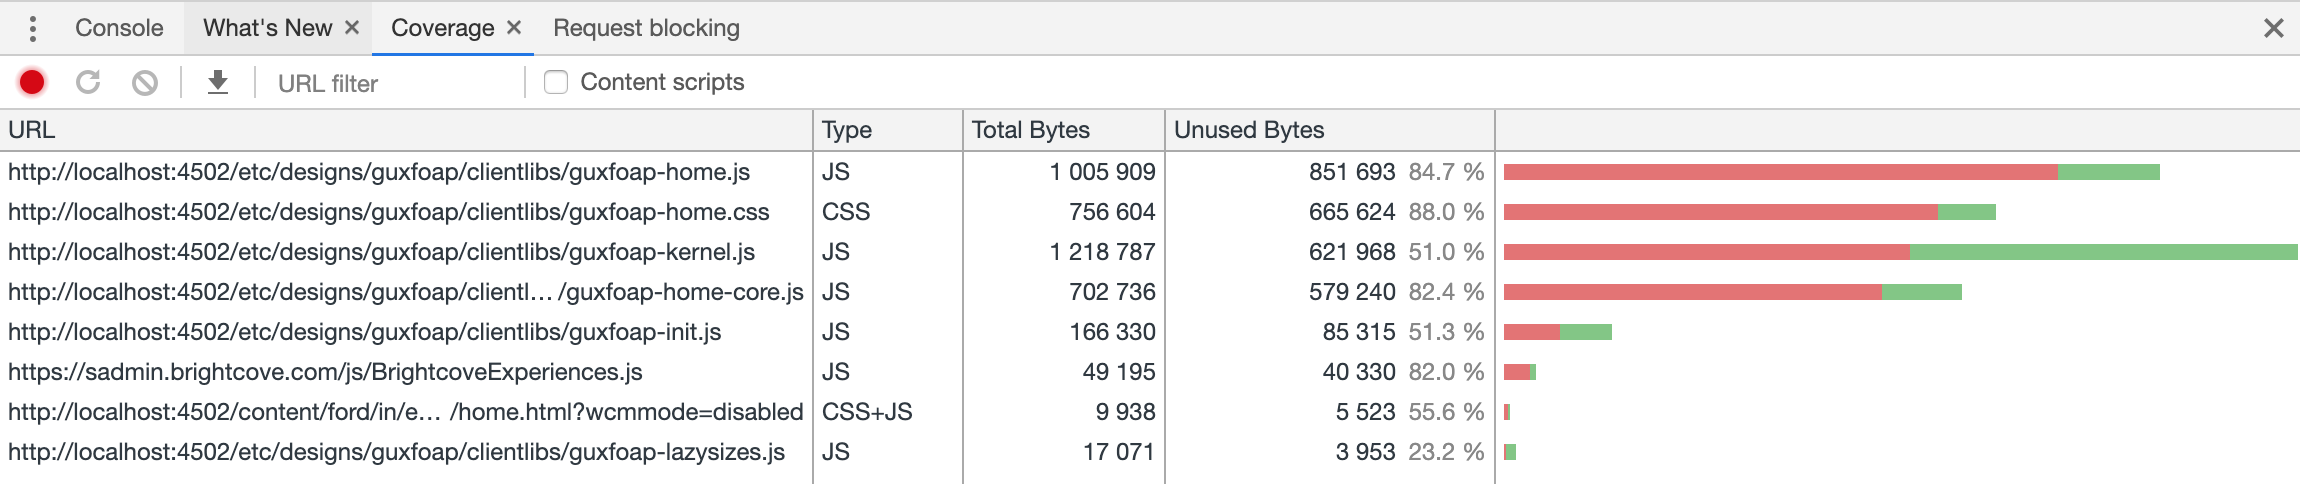 Console What's New × Coverage × Request blocking ×
URL filter Content scripts
URL Type Total Bytes Unused Bytes
http://localhost:4502/etc/designs/guxfoap/clientlibs/guxfoap-home.js JS 1 005 909 851 693 84.7 %
http://localhost:4502/etc/designs/guxfoap/clientlibs/guxfoap-home.css CSS 756 604 665 624 88.0 %
http://localhost:4502/etc/designs/guxfoap/clientlibs/guxfoap-kernel.js JS 1 218 787 621 968 51.0 %
http://localhost:4502/etc/designs/guxfoap/clientl… /guxfoap-home-core.js JS 702 736 579 240 82.4 %
http://localhost:4502/etc/designs/guxfoap/clientlibs/guxfoap-init.js JS 166 330 85 315 51.3 %
https://sadmin.brightcove.com/js/BrightcoveExperiences.js JS 49 195 40 330 82.0 %
http://localhost:4502/content/ford/in/e… /home.html?wcmmode=disabled CSS+JS 9 938 5 523 55.6 %
http://localhost:4502/etc/designs/guxfoap/clientlibs/guxfoap-lazysizes.js JS 17 071 3 953 23.2 %